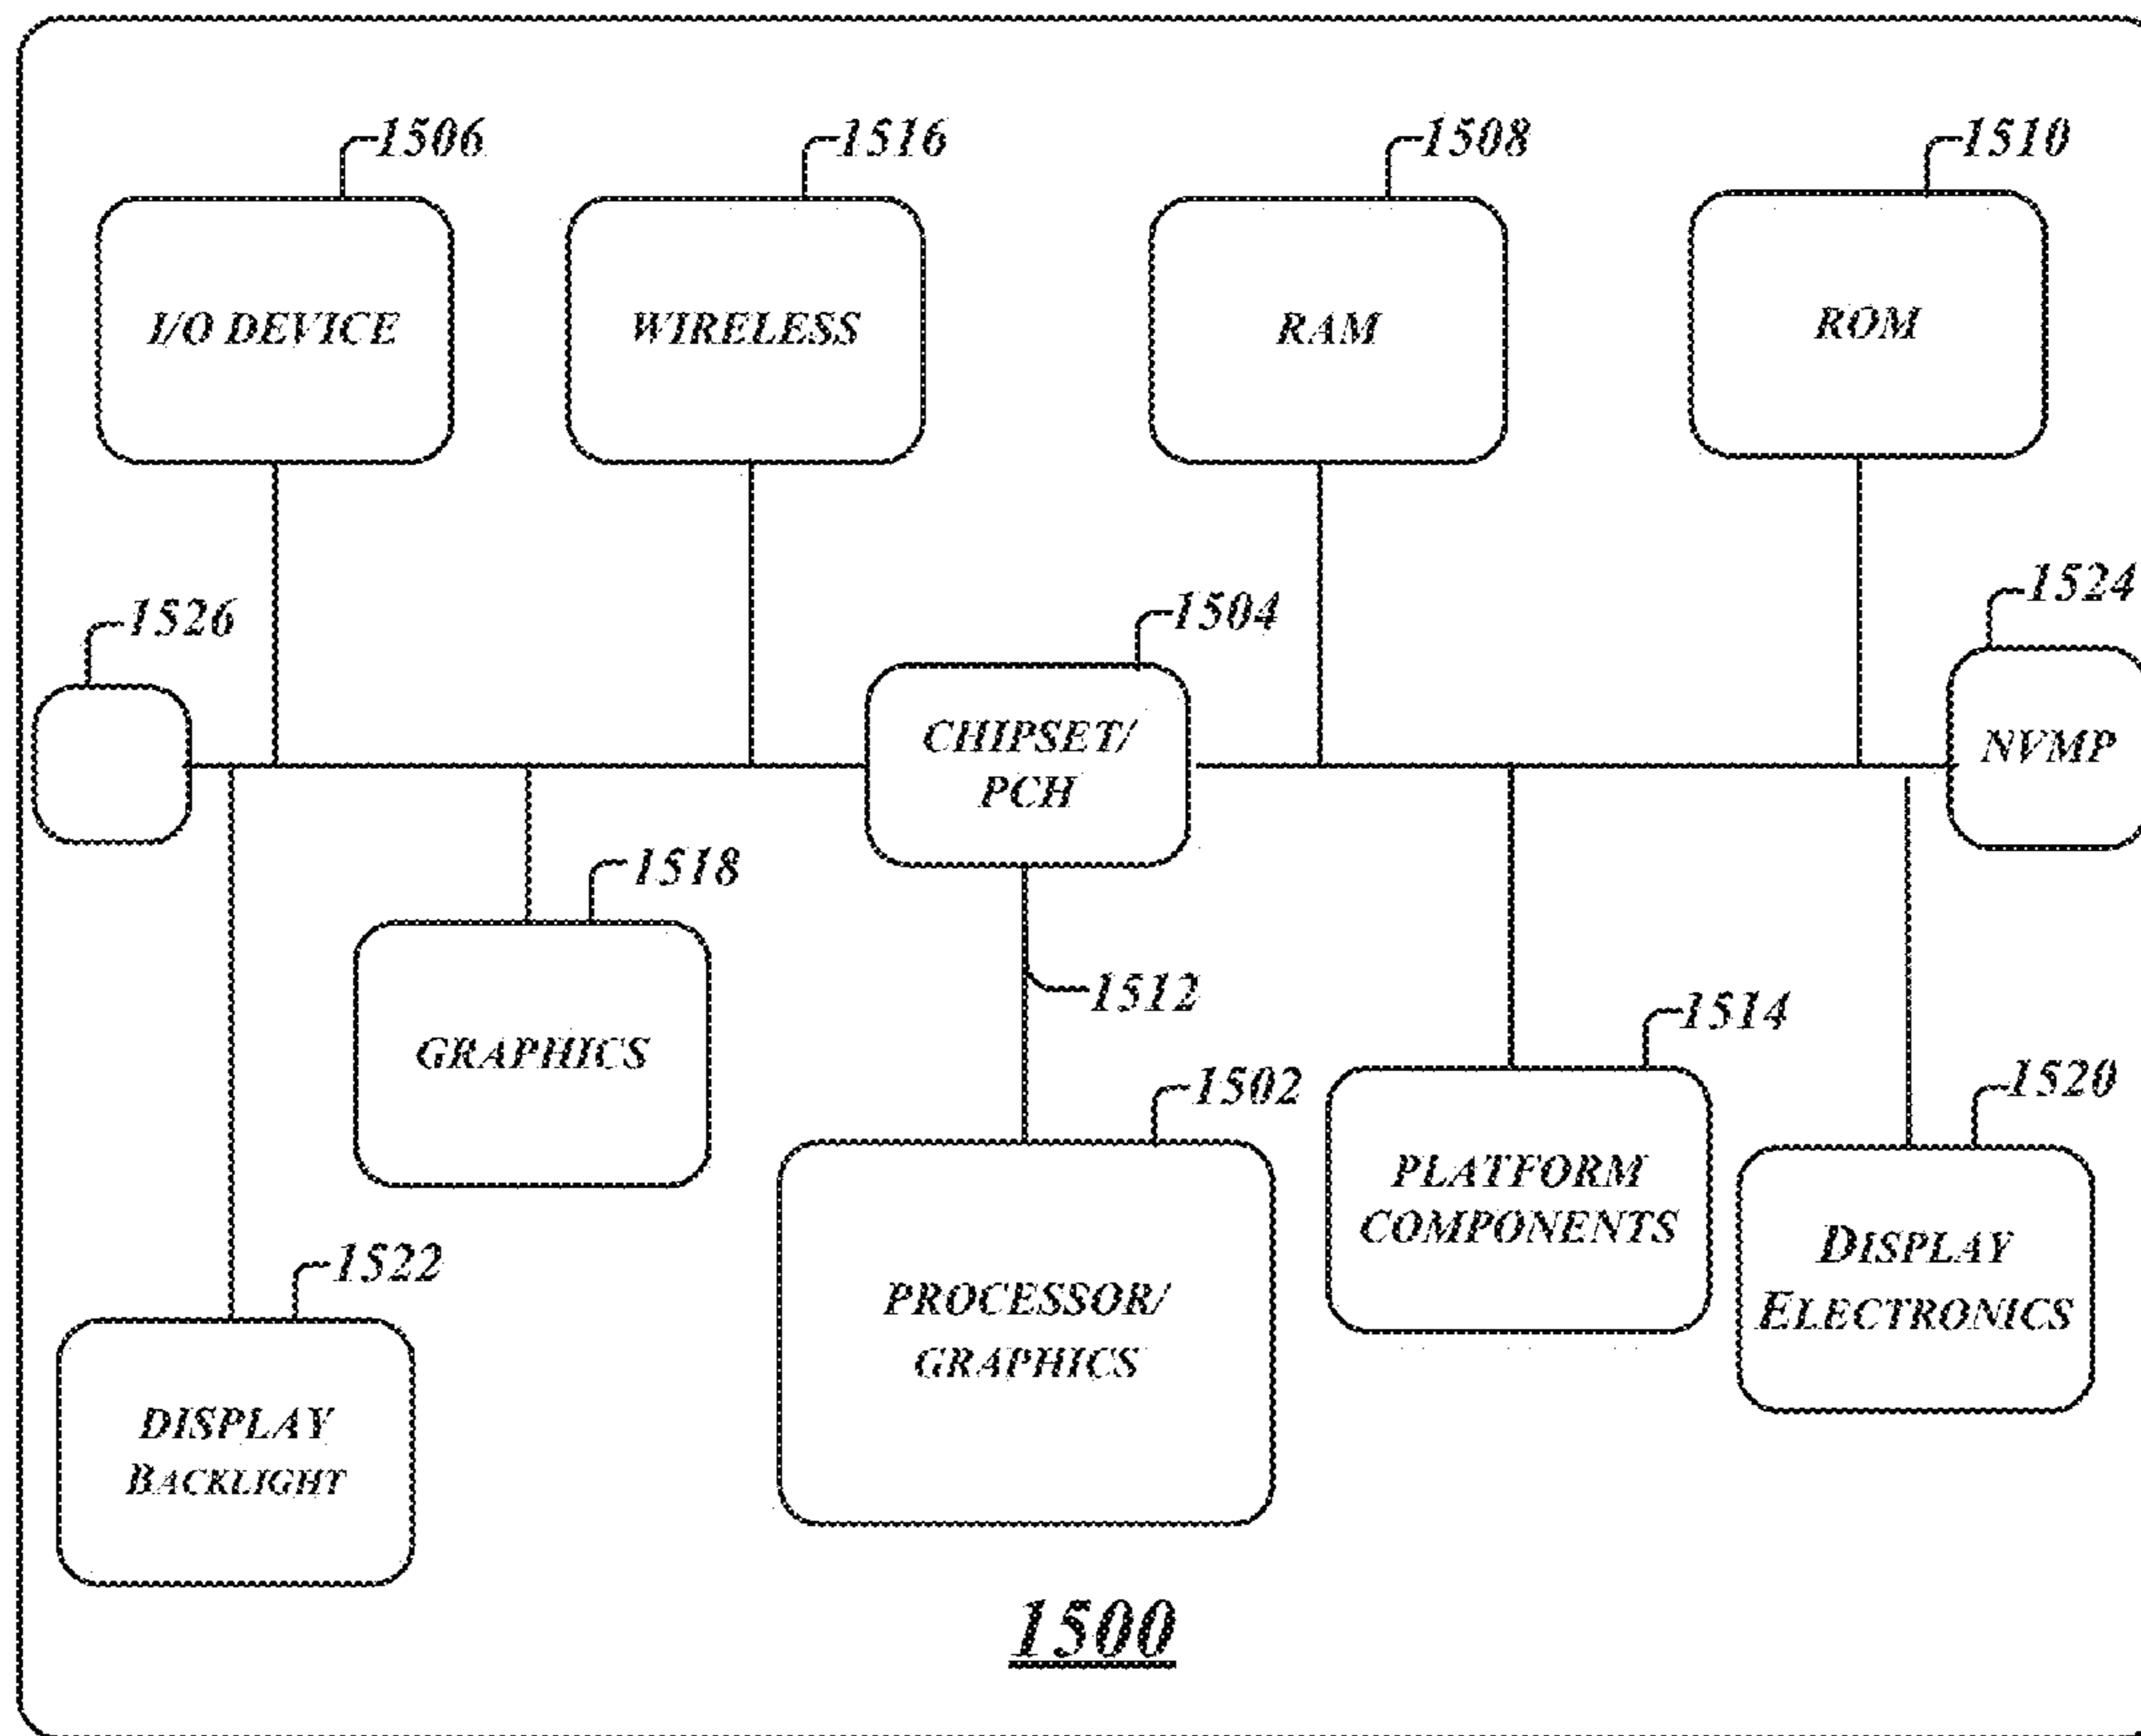 1506
1516
1508
1510
I/O DEVICE
WIRELESS
RAM
ROM
1526
1504
1524
CHIPSET/
PCH
NVMP
1518
1512
GRAPHICS
1514
1502
1520
PLATFORM
COMPONENTS
1522
PROCESSOR/
GRAPHICS
DISPLAY
ELECTRONICS
DISPLAY
BACKLIGHT
1500